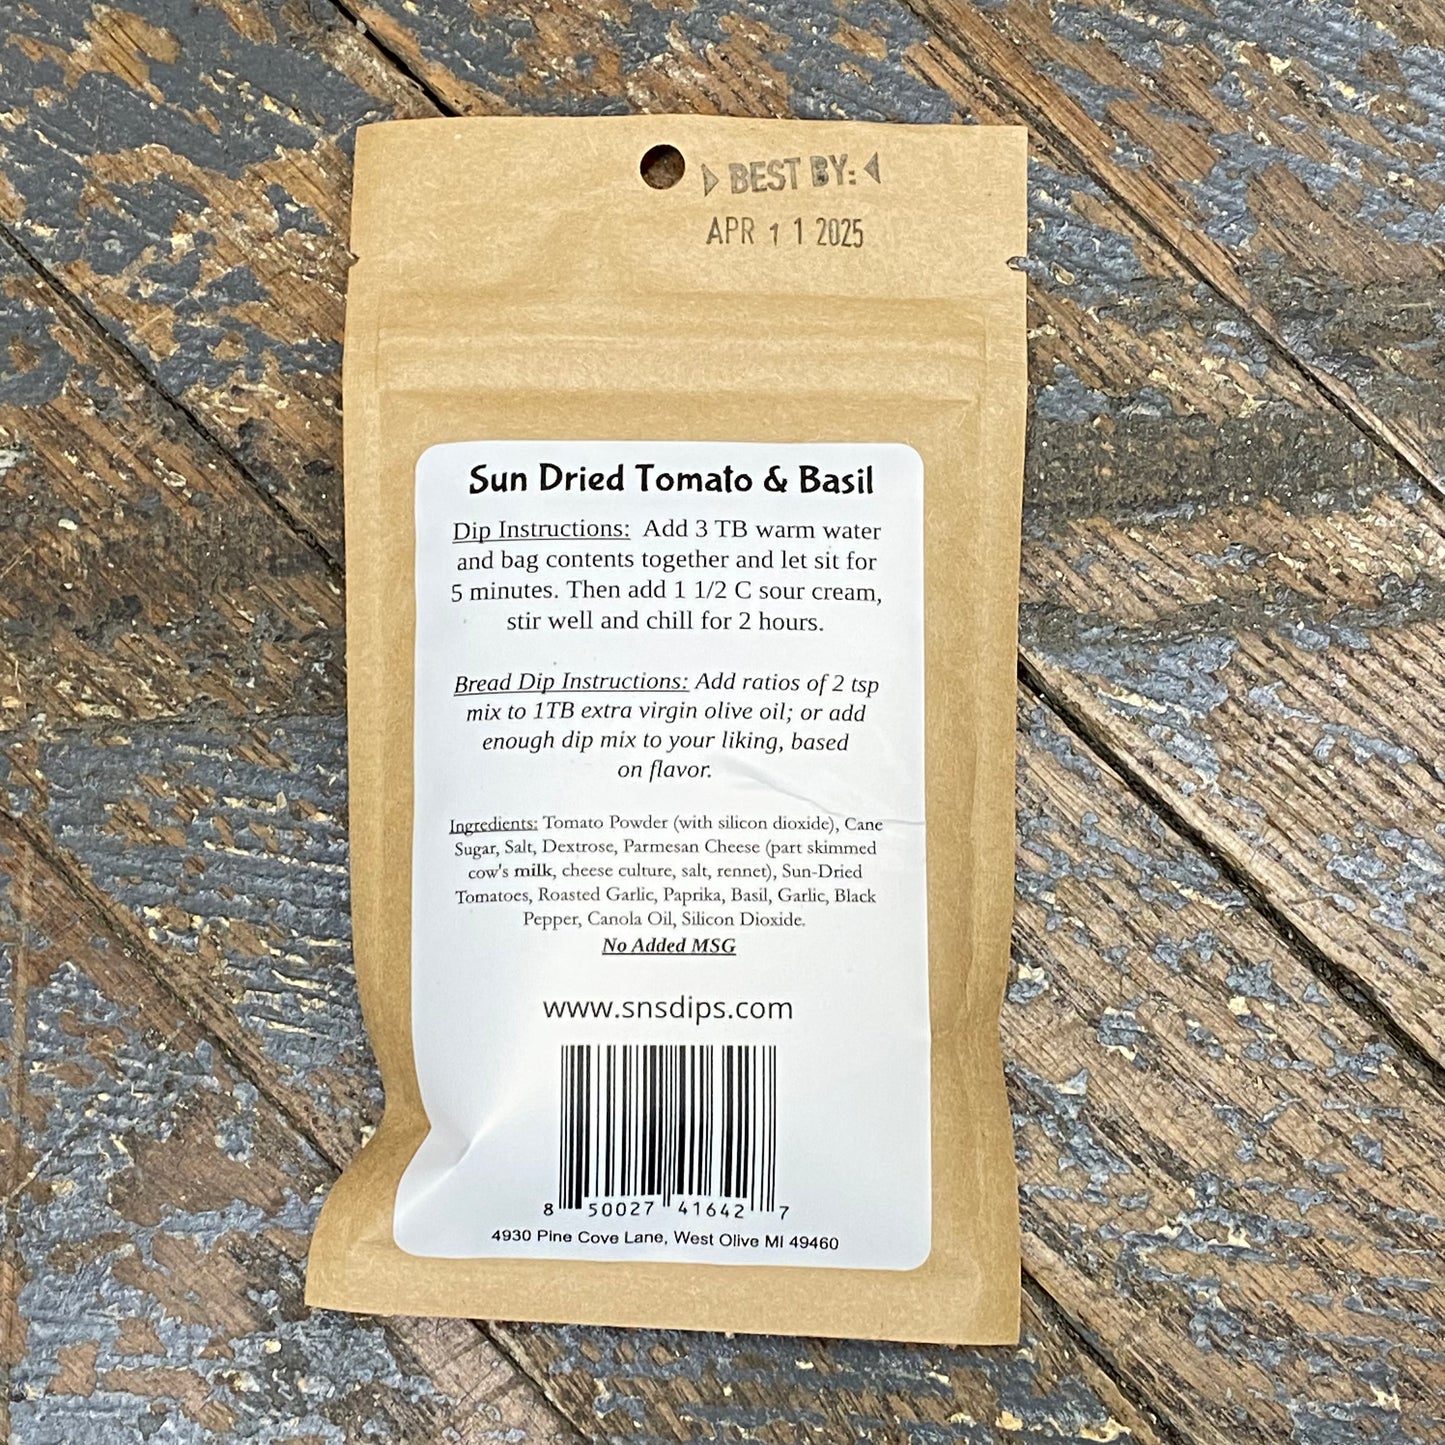 BEST BY:
APR 11 2025
Sun Dried Tomato & Basil
Dip Instructions: Add 3 TB warm water
and bag contents together and let sit for
5 minutes. Then add 1 1/2 C sour cream,
stir well and chill for 2 hours.
Bread Dip Instructions: Add ratios of 2 tsp
mix to 1TB extra virgin olive oil; or add
enough dip mix to your liking, based
on flavor.
Ingredients: Tomato Powder (with silicon dioxide), Cane
Sugar, Salt, Dextrose, Parmesan Cheese (part skimmed
cow's milk, cheese culture, salt, rennet), Sun-Dried
Tomatoes, Roasted Garlic, Paprika, Basil, Garlic, Black
Pepper, Canola Oil, Silicon Dioxide.
No Added MSG
www.snsdips.com
8 50027 41642 7
4930 Pine Cove Lane, West Olive MI 49460